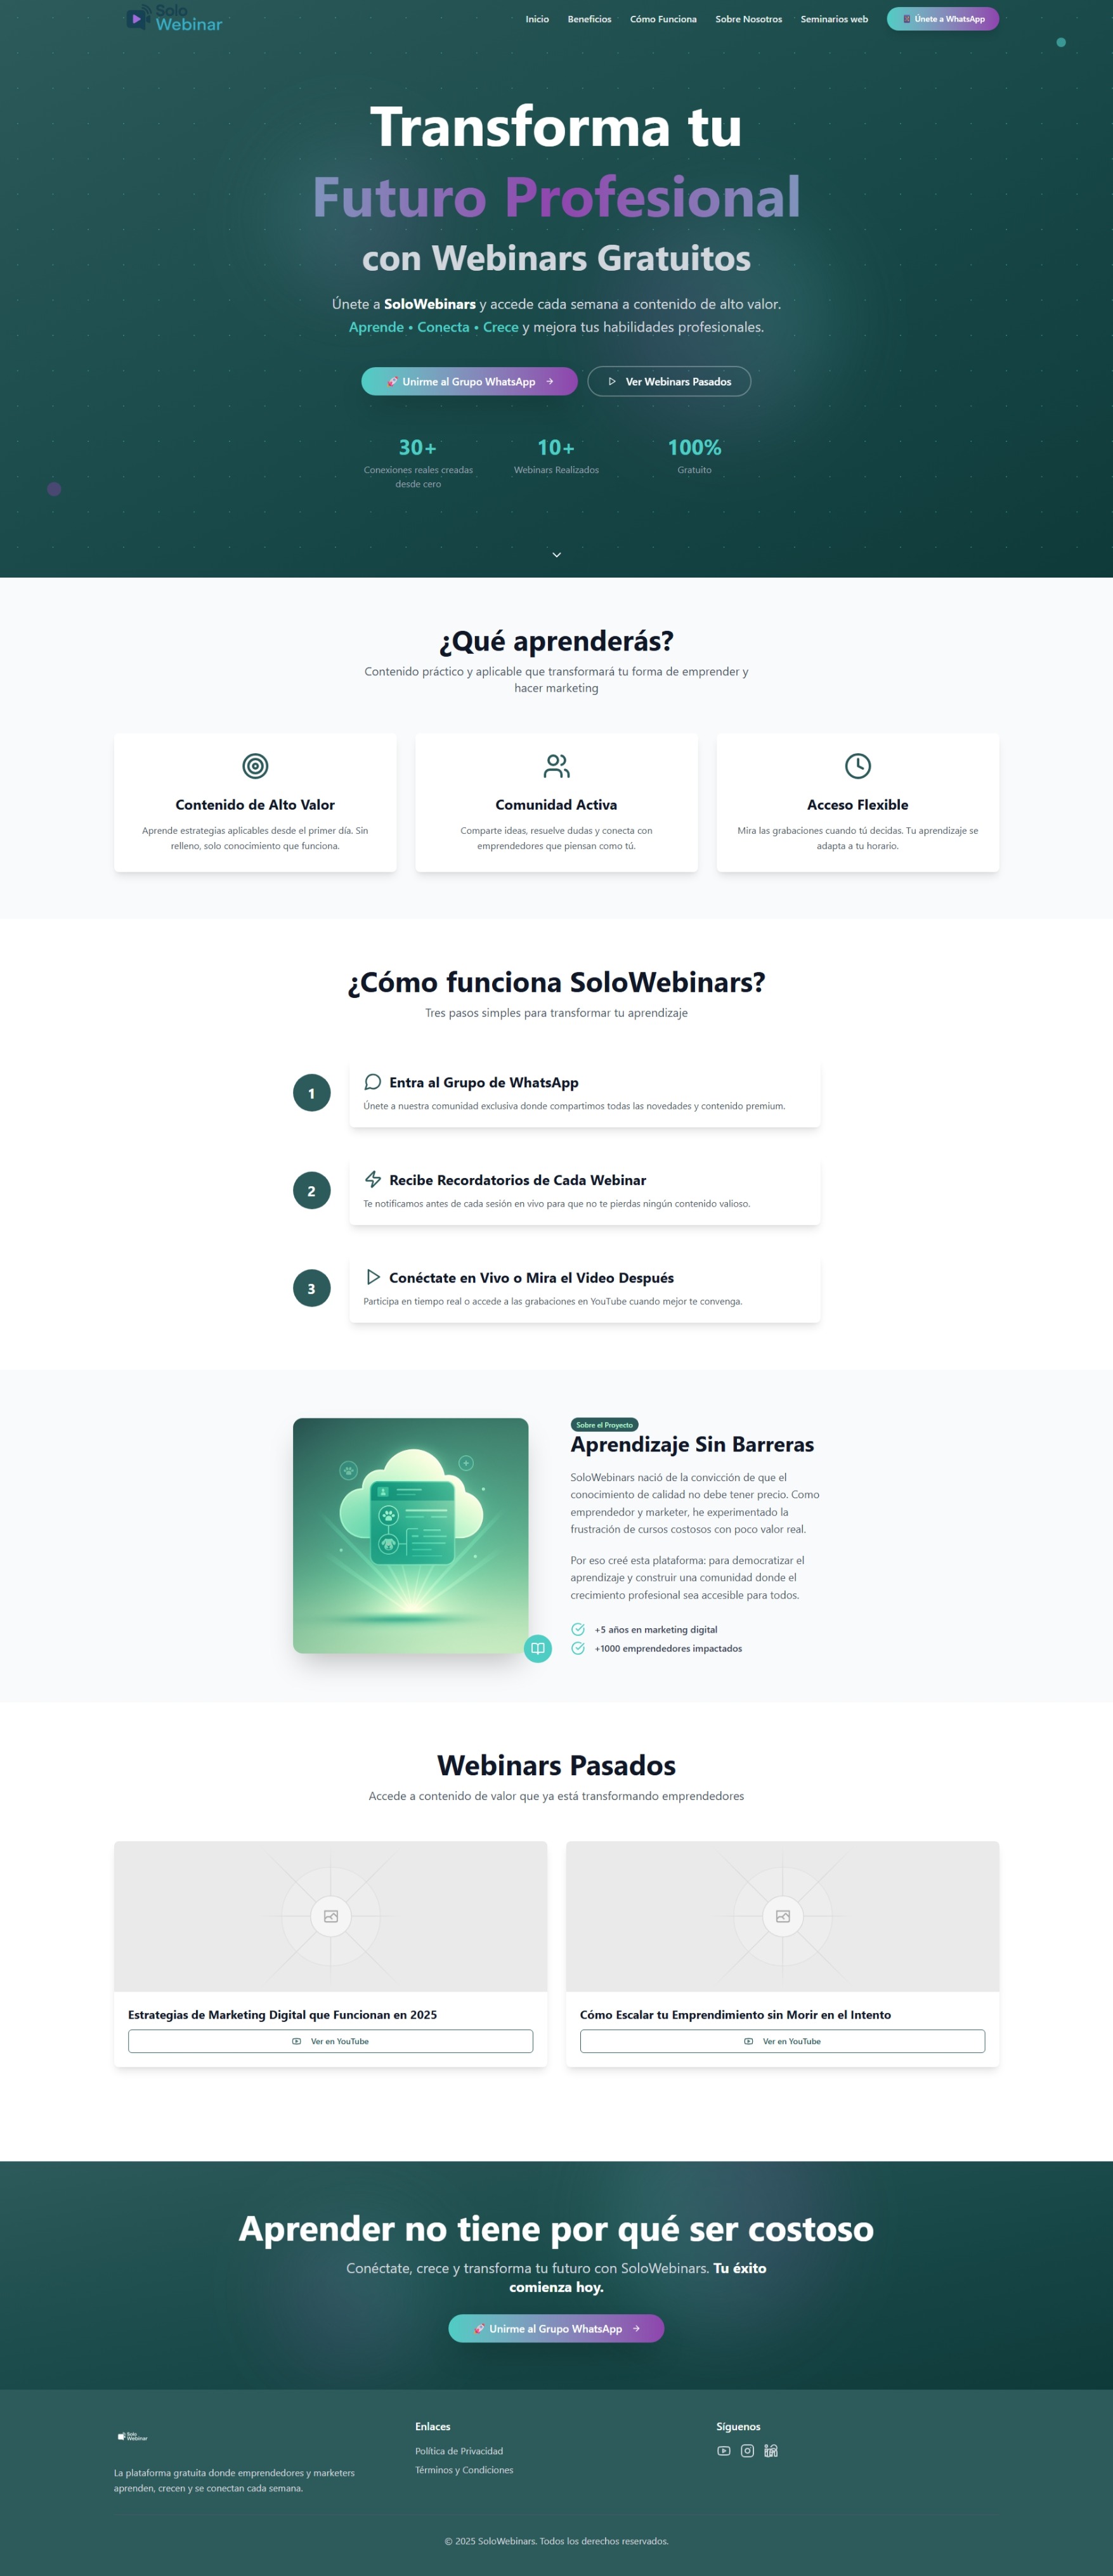 Solo
Webinar
Inicio
Beneficios
Cómo Funciona
Sobre Nosotros
Seminarios web
Únete a WhatsApp
Transforma tu
Futuro Profesional
con Webinars Gratuitos
Únete a SoloWebinars y accede cada semana a contenido de alto valor.
Aprende • Conecta • Crece y mejora tus habilidades profesionales.
🚀 Unirme al Grupo WhatsApp →
Ver Webinars Pasados
30+
Conexiones reales creadas
desde cero
10+
Webinars Realizados
100%
Gratuito
¿Qué aprenderás?
Contenido práctico y aplicable que transformará tu forma de emprender y
hacer marketing
Contenido de Alto Valor
Aprende estrategias aplicables desde el primer día. Sin
relleno, solo conocimiento que funciona.
Comunidad Activa
Comparte ideas, resuelve dudas y conecta con
emprendedores que piensan como tú.
Acceso Flexible
Mira las grabaciones cuando tú decidas. Tu aprendizaje se
adapta a tu horario.
¿Cómo funciona SoloWebinars?
Tres pasos simples para transformar tu aprendizaje
1
Entra al Grupo de WhatsApp
Únete a nuestra comunidad exclusiva donde compartimos todas las novedades y contenido premium.
2
Recibe Recordatorios de Cada Webinar
Te notificamos antes de cada sesión en vivo para que no te pierdas ningún contenido valioso.
3
Conéctate en Vivo o Mira el Video Después
Participa en tiempo real o accede a las grabaciones en YouTube cuando mejor te convenga.
Sobre el Proyecto
Aprendizaje Sin Barreras
SoloWebinars nació de la convicción de que el
conocimiento de calidad no debe tener precio. Como
emprendedor y marketer, he experimentado la
frustración de cursos costosos con poco valor real.
Por eso creé esta plataforma: para democratizar el
aprendizaje y construir una comunidad donde el
crecimiento profesional sea accesible para todos.
+5 años en marketing digital
+1000 emprendedores impactados
Webinars Pasados
Accede a contenido de valor que ya está transformando emprendedores
Estrategias de Marketing Digital que Funcionan en 2025
Ver en YouTube
Cómo Escalar tu Emprendimiento sin Morir en el Intento
Ver en YouTube
Aprender no tiene por qué ser costoso
Conéctate, crece y transforma tu futuro con SoloWebinars. Tu éxito
comienza hoy.
🚀 Unirme al Grupo WhatsApp →
Solo
Webinar
La plataforma gratuita donde emprendedores y marketers
aprenden, crecen y se conectan cada semana.
Enlaces
Política de Privacidad
Términos y Condiciones
Síguenos
© 2025 SoloWebinars. Todos los derechos reservados.